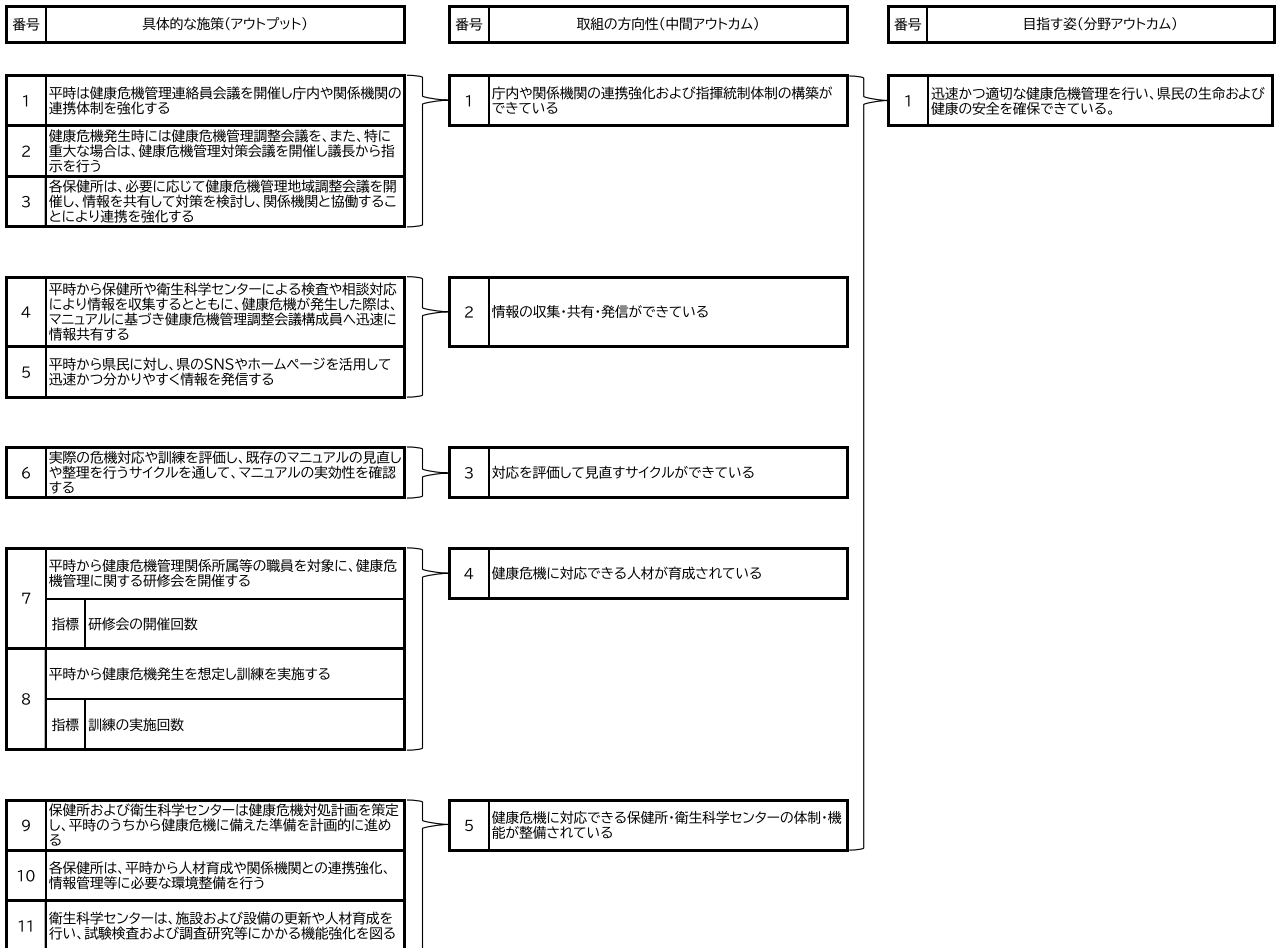 番号
具体的な施策(アウトプット)
番号
取組の方向性(中間アウトカム)
番号
目指す姿(分野アウトカム)
1
平時は健康危機管理連絡員会議を開催し庁内や関係機関の
連携体制を強化する
1
庁内や関係機関の連携強化および指揮統制体制の構築が
できている
1
迅速かつ適切な健康危機管理を行い、県民の生命および
健康の安全を確保できている。
2
健康危機発生時には健康危機管理調整会議を、また、特に
重大な場合は、健康危機管理対策会議を開催し議長から指
示を行う
3
各保健所は、必要に応じて健康危機管理地域調整会議を開
催し、情報を共有して対策を検討し、関係機関と協働するこ
とにより連携を強化する
4
平時から保健所や衛生科学センターによる検査や相談対応
により情報を収集するとともに、健康危機が発生した際は、
マニュアルに基づき健康危機管理調整会議構成員へ迅速に
情報共有する
2
情報の収集・共有・発信ができている
5
平時から県民に対し、県のSNSやホームページを活用して
迅速かつ分かりやすく情報を発信する
6
実際の危機対応や訓練を評価し、既存のマニュアルの見直し
や整理を行うサイクルを通して、マニュアルの実効性を確認
する
3
対応を評価して見直すサイクルができている
7
平時から健康危機管理関係所属等の職員を対象に、健康危
機管理に関する研修会を開催する
指標
研修会の開催回数
4
健康危機に対応できる人材が育成されている
8
平時から健康危機発生を想定し訓練を実施する
指標
訓練の実施回数
9
保健所および衛生科学センターは健康危機対処計画を策定
し、平時のうちから健康危機に備えた準備を計画的に進め
る
5
健康危機に対応できる保健所・衛生科学センターの体制・機
能が整備されている
10
各保健所は、平時から人材育成や関係機関との連携強化、
情報管理等に必要な環境整備を行う
11
衛生科学センターは、施設および設備の更新や人材育成を
行い、試験検査および調査研究等にかかる機能強化を図る